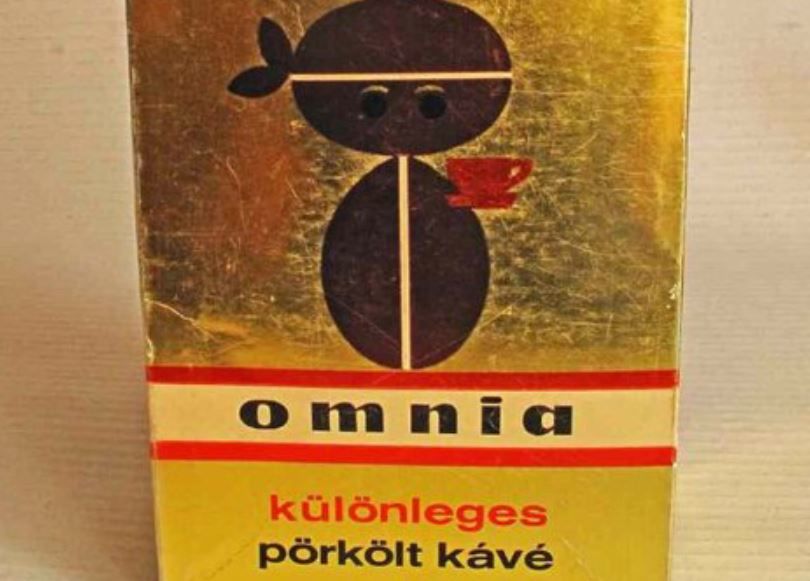 omnia
különleges
pörkölt kávé